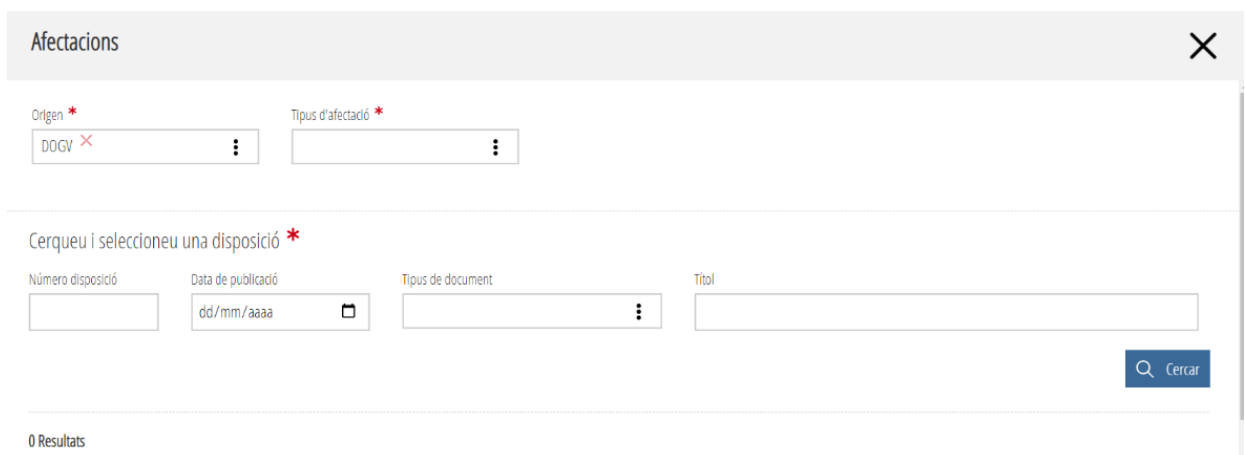 Afectacions
Origen * Tipus d'afectació *
DOGV
Cerqueu i seleccioneu una disposició *
Número disposició Data de publicació Tipus de document Títol
dd/mm/aaaa
Cercar
0 Resultats